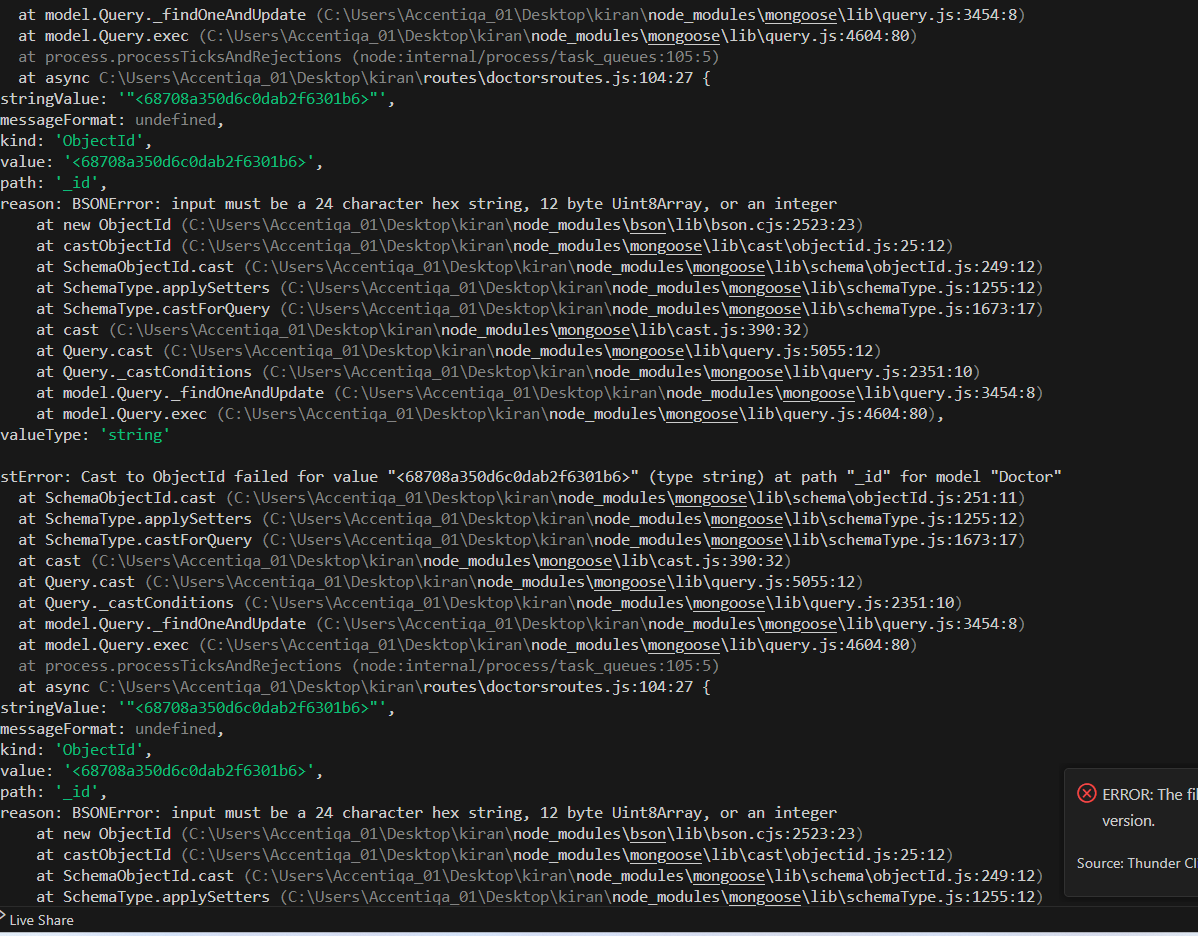 at model.Query._findOneAndUpdate (C:\Users\Accentiqa_01\Desktop\kiran\node_modules\mongoose\lib\query.js:3454:8)
at model.Query.exec (C:\Users\Accentiqa_01\Desktop\kiran\node_modules\mongoose\lib\query.js:4604:80)
at process.processTicksAndRejections (node:internal/process/task_queues:105:5)
at async C:\Users\Accentiqa_01\Desktop\kiran\routes\doctorsroutes.js:104:27 {
stringValue: '"<68708a350d6c0dab2f6301b6>"',
messageFormat: undefined,
kind: 'ObjectId',
value: '<68708a350d6c0dab2f6301b6>',
path: '_id',
reason: BSONError: input must be a 24 character hex string, 12 byte Uint8Array, or an integer
at new ObjectId (C:\Users\Accentiqa_01\Desktop\kiran\node_modules\bson\lib\bson.cjs:2523:23)
at castObjectId (C:\Users\Accentiqa_01\Desktop\kiran\node_modules\mongoose\lib\cast\objectid.js:25:12)
at SchemaObjectId.cast (C:\Users\Accentiqa_01\Desktop\kiran\node_modules\mongoose\lib\schema\objectId.js:249:12)
at SchemaType.applySetters (C:\Users\Accentiqa_01\Desktop\kiran\node_modules\mongoose\lib\schemaType.js:1255:12)
at SchemaType.castForQuery (C:\Users\Accentiqa_01\Desktop\kiran\node_modules\mongoose\lib\schemaType.js:1673:17)
at cast (C:\Users\Accentiqa_01\Desktop\kiran\node_modules\mongoose\lib\cast.js:390:32)
at Query.cast (C:\Users\Accentiqa_01\Desktop\kiran\node_modules\mongoose\lib\query.js:5055:12)
at Query._castConditions (C:\Users\Accentiqa_01\Desktop\kiran\node_modules\mongoose\lib\query.js:2351:10)
at model.Query._findOneAndUpdate (C:\Users\Accentiqa_01\Desktop\kiran\node_modules\mongoose\lib\query.js:3454:8)
at model.Query.exec (C:\Users\Accentiqa_01\Desktop\kiran\node_modules\mongoose\lib\query.js:4604:80),
valueType: 'string'
stError: Cast to ObjectId failed for value "<68708a350d6c0dab2f6301b6>" (type string) at path "_id" for model "Doctor"
at SchemaObjectId.cast (C:\Users\Accentiqa_01\Desktop\kiran\node_modules\mongoose\lib\schema\objectId.js:251:11)
at SchemaType.applySetters (C:\Users\Accentiqa_01\Desktop\kiran\node_modules\mongoose\lib\schemaType.js:1255:12)
at SchemaType.castForQuery (C:\Users\Accentiqa_01\Desktop\kiran\node_modules\mongoose\lib\schemaType.js:1673:17)
at cast (C:\Users\Accentiqa_01\Desktop\kiran\node_modules\mongoose\lib\cast.js:390:32)
at Query.cast (C:\Users\Accentiqa_01\Desktop\kiran\node_modules\mongoose\lib\query.js:5055:12)
at Query._castConditions (C:\Users\Accentiqa_01\Desktop\kiran\node_modules\mongoose\lib\query.js:2351:10)
at model.Query._findOneAndUpdate (C:\Users\Accentiqa_01\Desktop\kiran\node_modules\mongoose\lib\query.js:3454:8)
at model.Query.exec (C:\Users\Accentiqa_01\Desktop\kiran\node_modules\mongoose\lib\query.js:4604:80)
at process.processTicksAndRejections (node:internal/process/task_queues:105:5)
at async C:\Users\Accentiqa_01\Desktop\kiran\routes\doctorsroutes.js:104:27 {
stringValue: '"<68708a350d6c0dab2f6301b6>"',
messageFormat: undefined,
kind: 'ObjectId',
value: '<68708a350d6c0dab2f6301b6>',
path: '_id',
reason: BSONError: input must be a 24 character hex string, 12 byte Uint8Array, or an integer
at new ObjectId (C:\Users\Accentiqa_01\Desktop\kiran\node_modules\bson\lib\bson.cjs:2523:23)
at castObjectId (C:\Users\Accentiqa_01\Desktop\kiran\node_modules\mongoose\lib\cast\objectid.js:25:12)
at SchemaObjectId.cast (C:\Users\Accentiqa_01\Desktop\kiran\node_modules\mongoose\lib\schema\objectId.js:249:12)
at SchemaType.applySetters (C:\Users\Accentiqa_01\Desktop\kiran\node_modules\mongoose\lib\schemaType.js:1255:12)
ERROR: The fil
version.
Source: Thunder Cl
Live Share